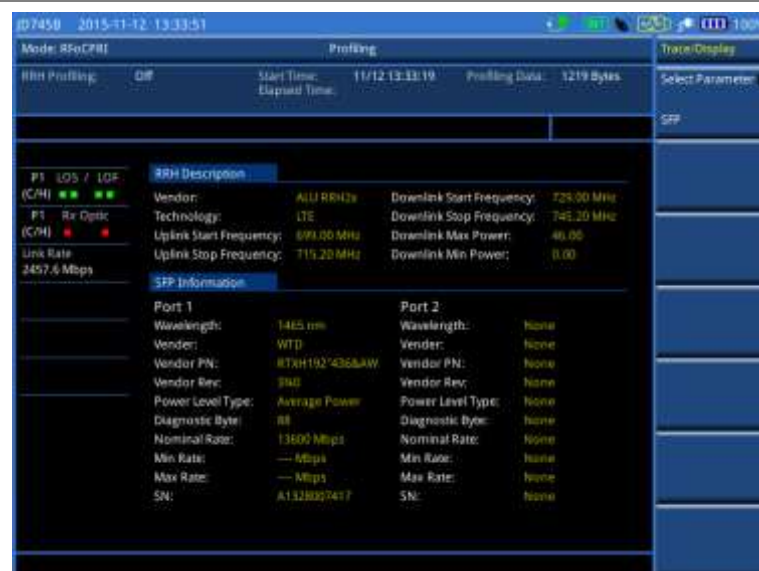 JD745B 2015-11-12 13:33:51 100%
Mode: RFoCPRI Profiling Trace/Display
RRH Profiling: Off Start Time: 11/12 13:33:19 Profiling Data: 1219 Bytes Select Parameter
Elapsed Time:
SFP
P1 LOS / LOF RRH Description
(C/H) Vendor: ALU RRH2x Downlink Start Frequency: 729.00 MHz
P1 Rx Optic Technology: LTE Downlink Stop Frequency: 745.20 MHz
(C/H) Uplink Start Frequency: 699.00 MHz Downlink Max Power: 46.00
Link Rate Uplink Stop Frequency: 715.20 MHz Downlink Min Power: 0.00
2457.6 Mbps
SFP Information
Port 1 Port 2
Wavelength: 1465 nm Wavelength: None
Vender: WTD Vender: None
Vendor PN: Vendor PN: None
Vendor Rev: Vendor Rev: None
Power Level Type: Average Power Power Level Type: None
Diagnostic Byte: Diagnostic Byte: None
Nominal Rate: 13600 Mbps Nominal Rate: None
Min Rate: --- Mbps Min Rate: None
Max Rate: --- Mbps Max Rate: None
SN: SN: None